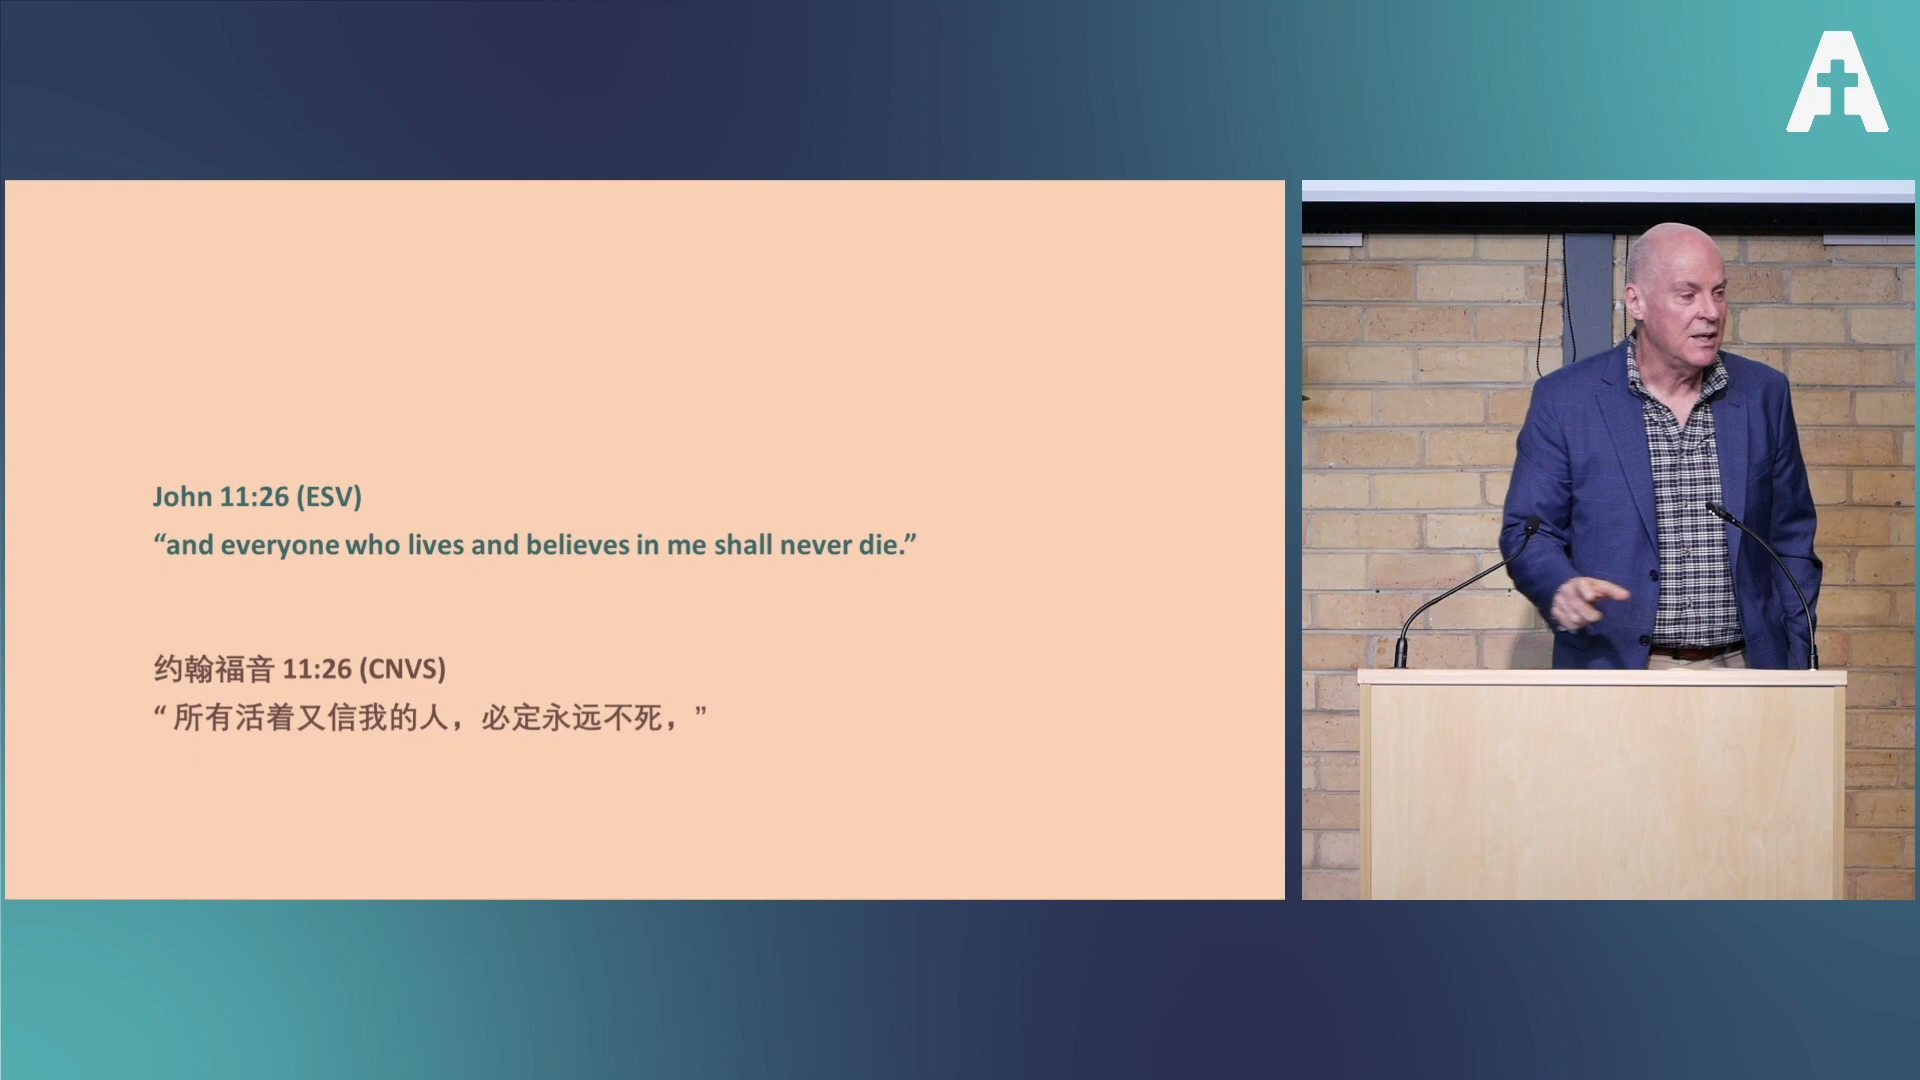 John 11:26 (ESV)
“and everyone who lives and believes in me shall never die.”
约翰福音 11:26 (CNVS)
“ 所有活着又信我的人，必定永远不死，”